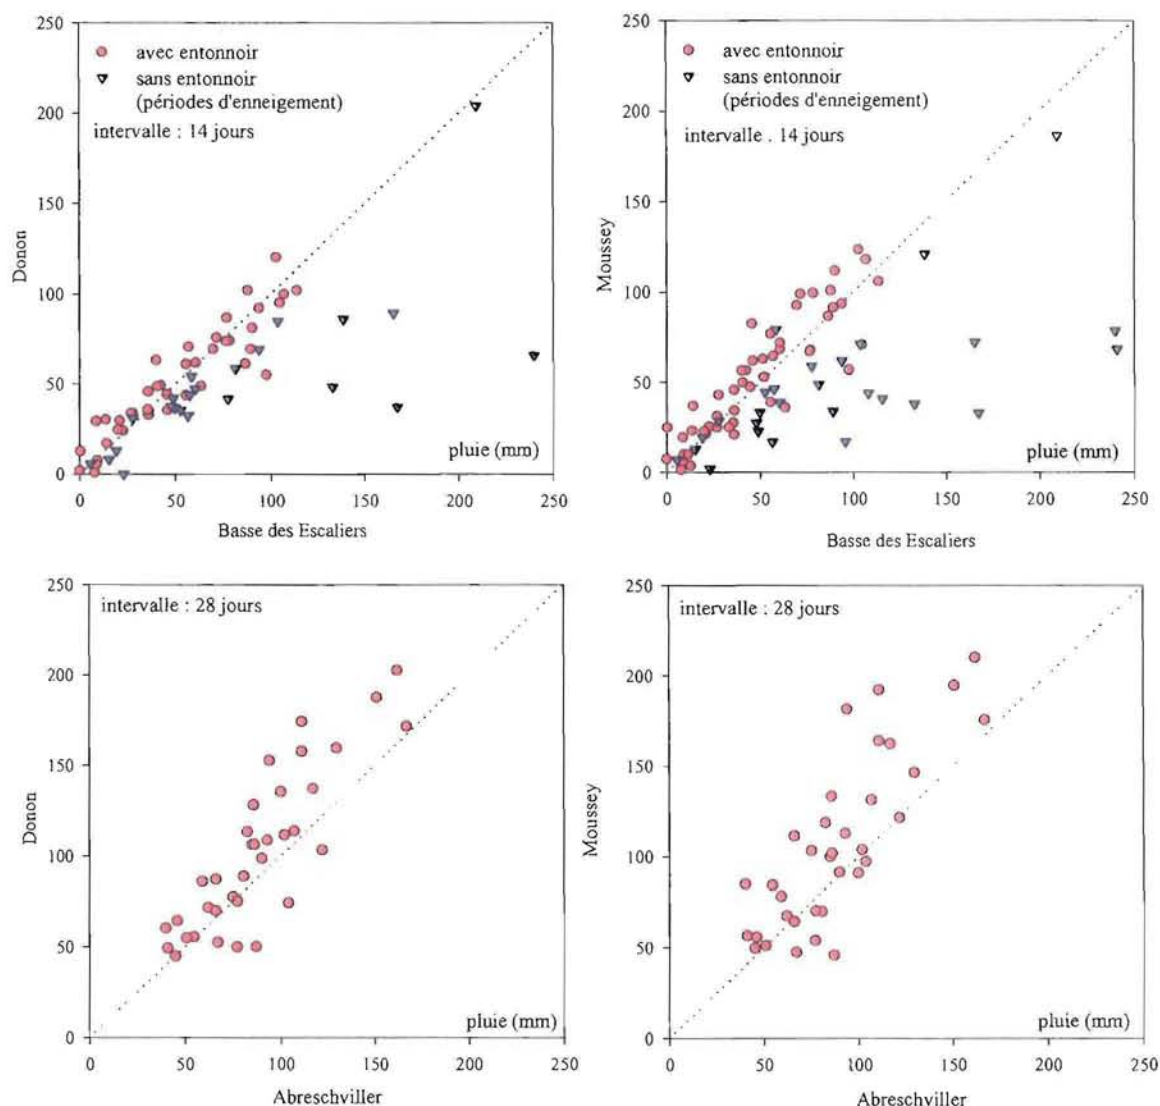 250
200
150
100
50
0
Donon
avec entonnoir
sans entonnoir
(périodes d'enneigement)
intervalle : 14 jours
pluie (mm)
0 50 100 150 200 250
Basse des Escaliers
250
200
150
100
50
0
Moussey
avec entonnoir
sans entonnoir
(périodes d'enneigement)
intervalle . 14 jours
pluie (mm)
0 50 100 150 200 250
Basse des Escaliers
250
200
150
100
50
0
Donon
intervalle : 28 jours
pluie (mm)
0 50 100 150 200 250
Abreschviller
250
200
150
100
50
0
Moussey
intervalle : 28 jours
pluie (mm)
0 50 100 150 200 250
Abreschviller